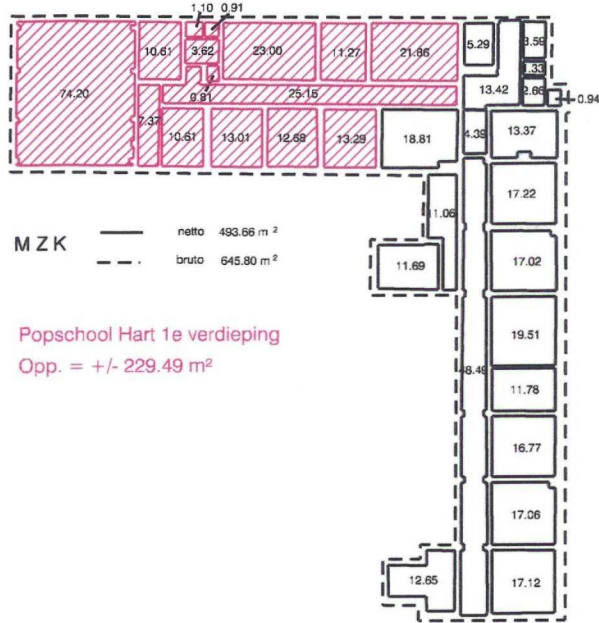 1.10 0.91
10.61 3.62 23.00 11.27 21.86 5.29 3.59
74.20 1.33
0.81 25.15 13.42 2.66 0.94
7.37
10.61 13.01 12.68 13.29 18.81 4.39 13.37
17.22
11.06
MZK netto 493.66 m²
bruto 645.80 m²
11.69 17.02
Popschool Hart 1e verdieping
19.51
Opp. = +/- 229.49 m²
11.78
16.77
17.06
12.65 17.12